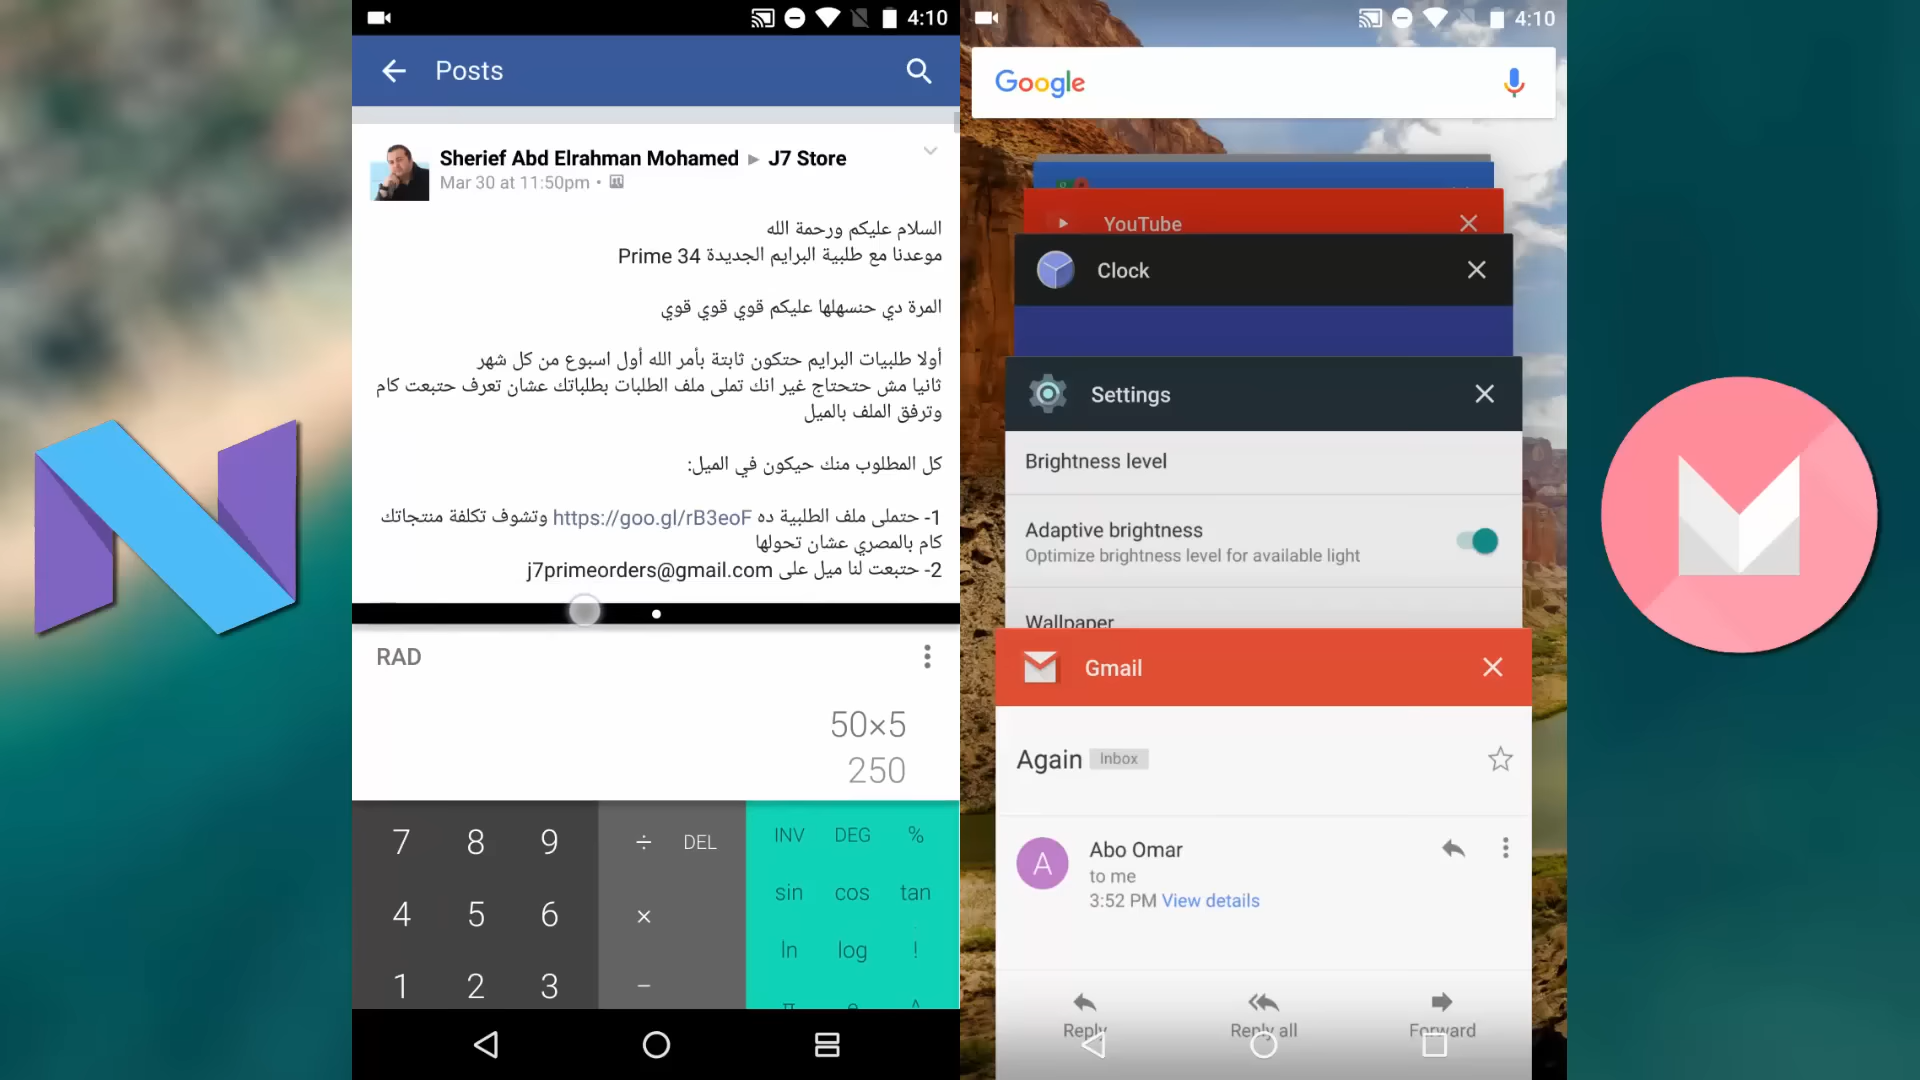 4:10
Posts
Sherief Abd Elrahman Mohamed ▸ J7 Store
Mar 30 at 11:50pm •
السلام عليكم ورحمة الله
موعدنا مع طلبية البرايم الجديدة Prime 34
المرة دي حنسهلها عليكم قوي قوي قوي
أولا طلبيات البرايم حتكون ثابتة بأمر الله أول اسبوع من كل شهر
ثانيا مش حتحتاج غير انك تملى ملف الطلبات بطلباتك عشان تعرف حتبعت كام
وترفق الملف بالميل
كل المطلوب منك حيكون في الميل:
1- حتملى ملف الطلبية ده https://goo.gl/rB3eoF وتشوف تكلفة منتجاتك
كام بالمصري عشان تحولها
2- حتبعت لنا ميل على j7primeorders@gmail.com
RAD
50×5
250
7 8 9 ÷ DEL INV DEG %
4 5 6 × sin cos tan
ln log !
1 2 3 − π e ^
4:10
Google
YouTube
Clock
Settings
Brightness level
Adaptive brightness
Optimize brightness level for available light
Wallpaper
Gmail
Again Inbox
A
Abo Omar
to me
3:52 PM View details
Reply Reply all Forward